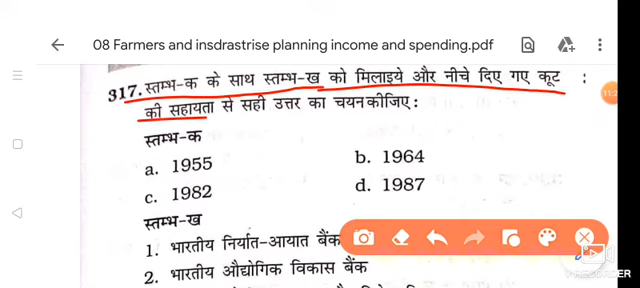 08 Farmers and insdrastrise planning income and spending.pdf
317. स्तम्भ-क के साथ स्तम्भ-ख को मिलाइये और नीचे दिए गए कूट
की सहायता से सही उत्तर का चयन कीजिए :
स्तम्भ-क
a. 1955 b. 1964
c. 1982 d. 1987
स्तम्भ-ख
1. भारतीय निर्यात-आयात बैंक
2. भारतीय औद्योगिक विकास बैंक
RECORDER